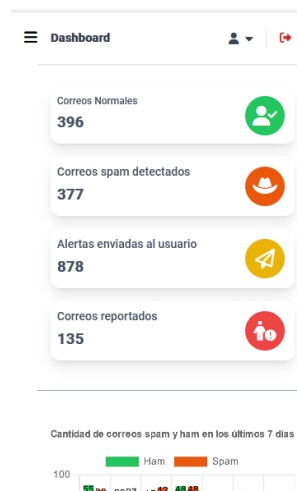 Dashboard
Correos Normales
396
Correos spam detectados
377
Alertas enviadas al usuario
878
Correos reportados
135
Cantidad de correos spam y ham en los últimos 7 días
Ham Spam
100